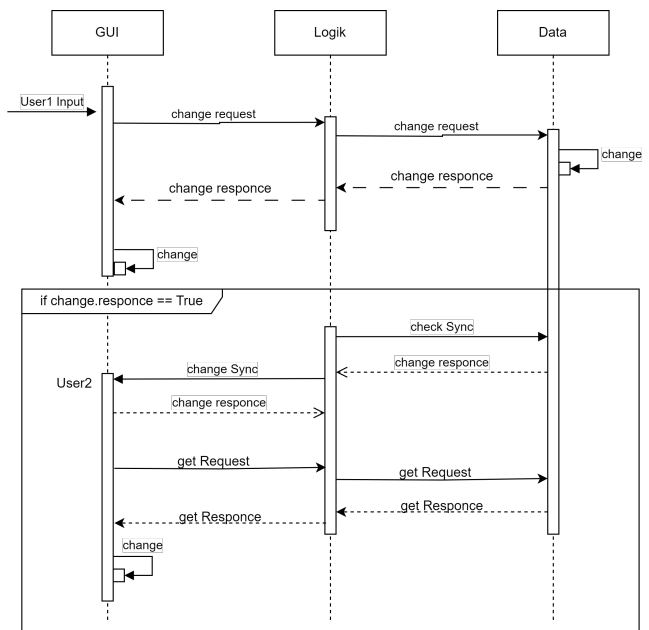 GUI
Logik
Data
User1 Input
change request
change request
change
change responce
change responce
change
if change.responce == True
check Sync
change responce
change Sync
User2
change responce
get Request
get Request
get Responce
get Responce
change